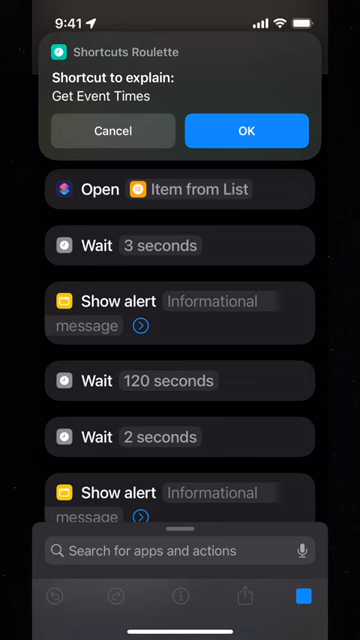 9:41
Shortcuts Roulette
Shortcut to explain:
Get Event Times
Cancel
OK
Open Item from List
Wait 3 seconds
Show alert Informational
message
Wait 120 seconds
Wait 2 seconds
Show alert Informational
message
Search for apps and actions